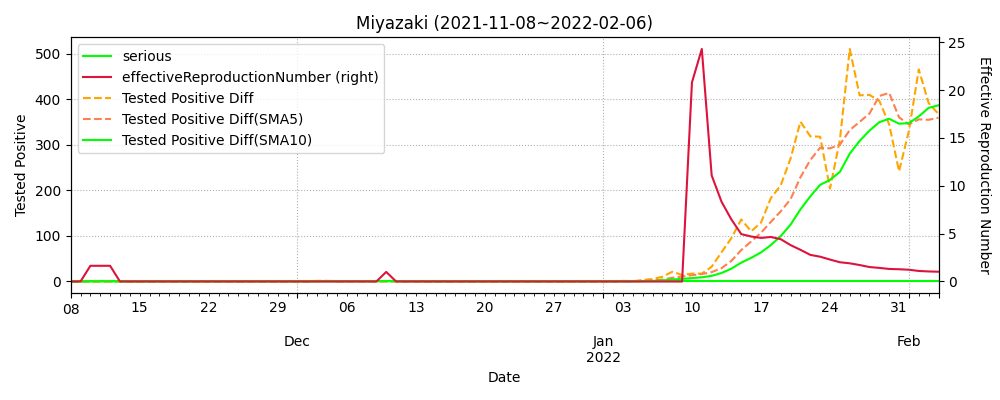 Miyazaki (2021-11-08~2022-02-06)
serious
effectiveReproductionNumber (right)
Tested Positive Diff
Tested Positive Diff(SMA5)
Tested Positive Diff(SMA10)
Tested Positive
500
400
300
200
100
0
25
20
15
10
5
0
Effective Reproduction Number
08 15 22 29 06 13 20 27 03 10 17 24 31
Dec Jan Feb
2022
Date